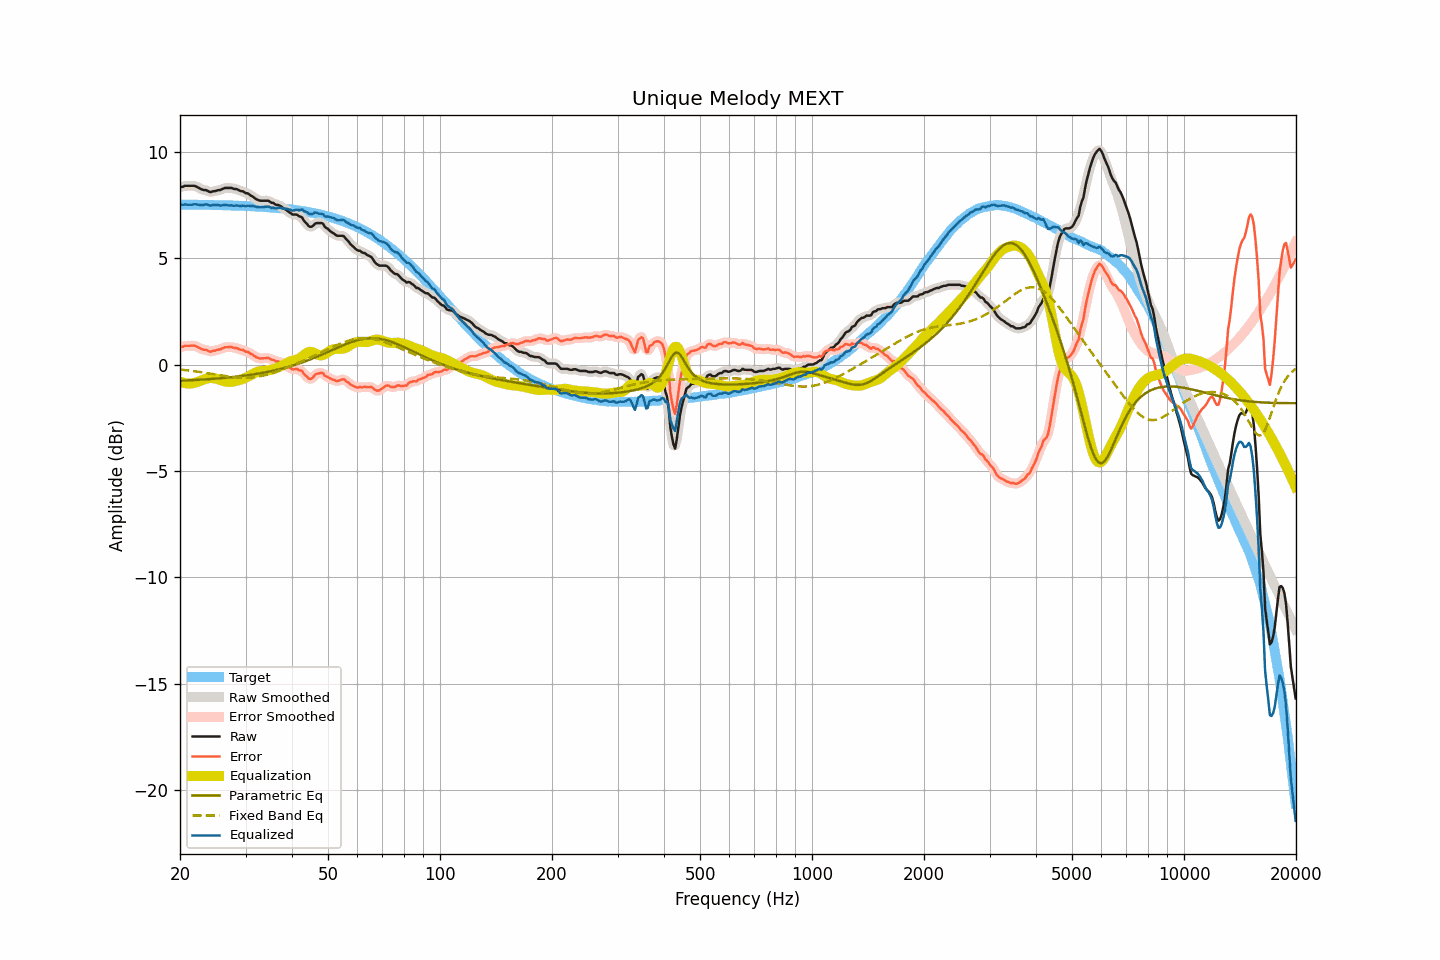 Unique Melody MEXT
10
5
0
−5
−10
−15
−20
Amplitude (dBr)
Target
Raw Smoothed
Error Smoothed
Raw
Error
Equalization
Parametric Eq
Fixed Band Eq
Equalized
20 50 100 200 500 1000 2000 5000 10000 20000
Frequency (Hz)